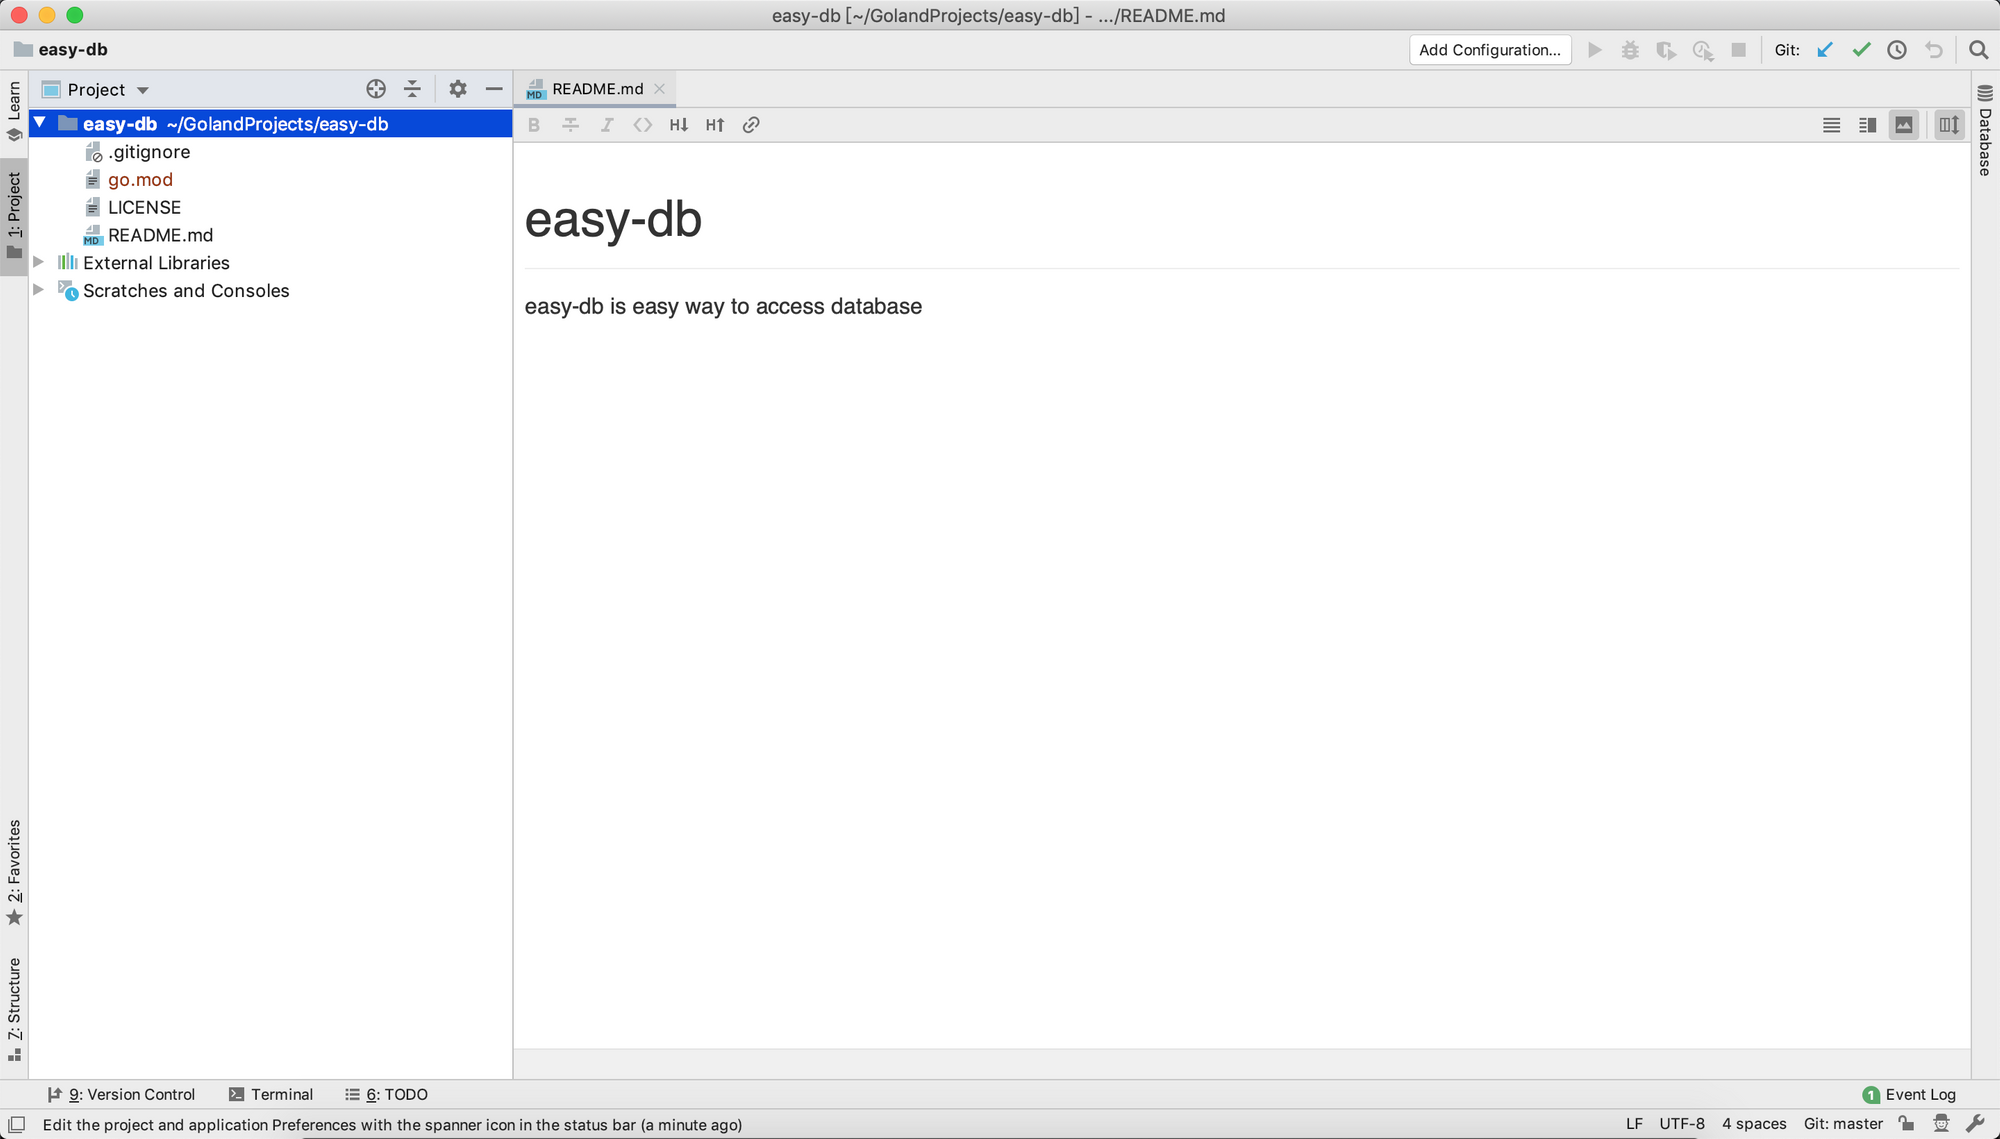 easy-db [~/GolandProjects/easy-db] - .../README.md
easy-db
Add Configuration...
Git:
Learn
1: Project
2: Favorites
7: Structure
Project
easy-db ~/GolandProjects/easy-db
.gitignore
go.mod
LICENSE
MD README.md
External Libraries
Scratches and Consoles
MD README.md
B I <> H↓ H↑
easy-db
easy-db is easy way to access database
Database
9: Version Control
Terminal
6: TODO
1 Event Log
Edit the project and application Preferences with the spanner icon in the status bar (a minute ago)
LF UTF-8 4 spaces Git: master